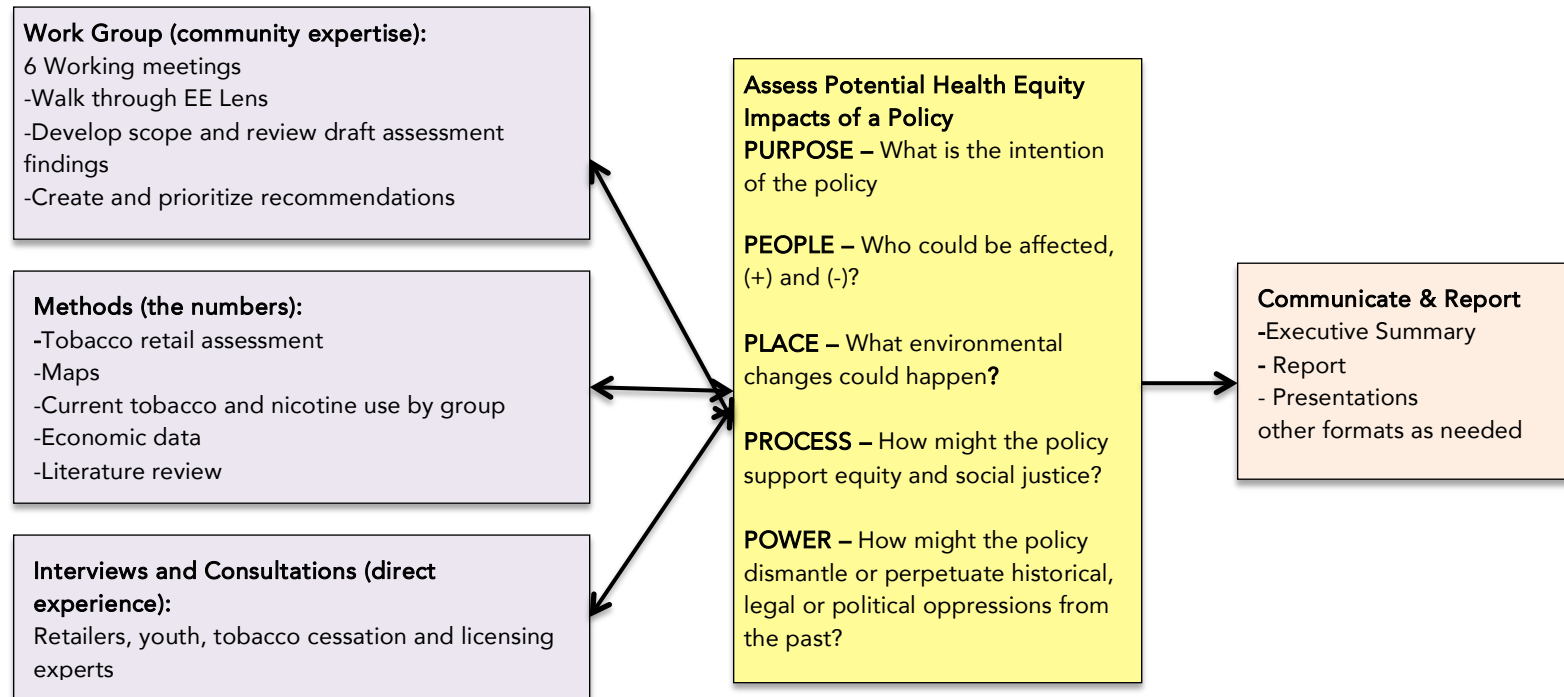 Work Group (community expertise):
6 Working meetings
-Walk through EE Lens
-Develop scope and review draft assessment
findings
-Create and prioritize recommendations
Methods (the numbers):
-Tobacco retail assessment
-Maps
-Current tobacco and nicotine use by group
-Economic data
-Literature review
Interviews and Consultations (direct
experience):
Retailers, youth, tobacco cessation and licensing
experts
Assess Potential Health Equity
Impacts of a Policy
PURPOSE – What is the intention
of the policy
PEOPLE – Who could be affected,
(+) and (-)?
PLACE – What environmental
changes could happen?
PROCESS – How might the policy
support equity and social justice?
POWER – How might the policy
dismantle or perpetuate historical,
legal or political oppressions from
the past?
Communicate & Report
-Executive Summary
- Report
- Presentations
other formats as needed